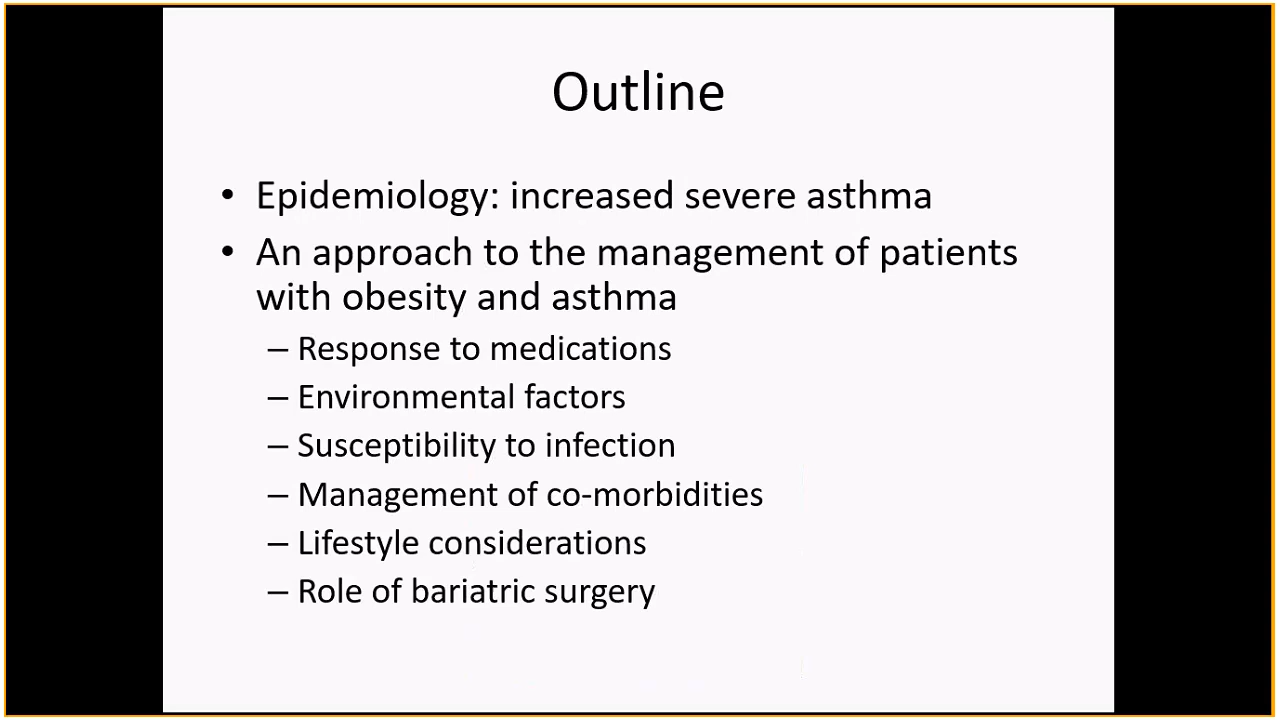 Outline
• Epidemiology: increased severe asthma
• An approach to the management of patients
with obesity and asthma
– Response to medications
– Environmental factors
– Susceptibility to infection
– Management of co-morbidities
– Lifestyle considerations
– Role of bariatric surgery